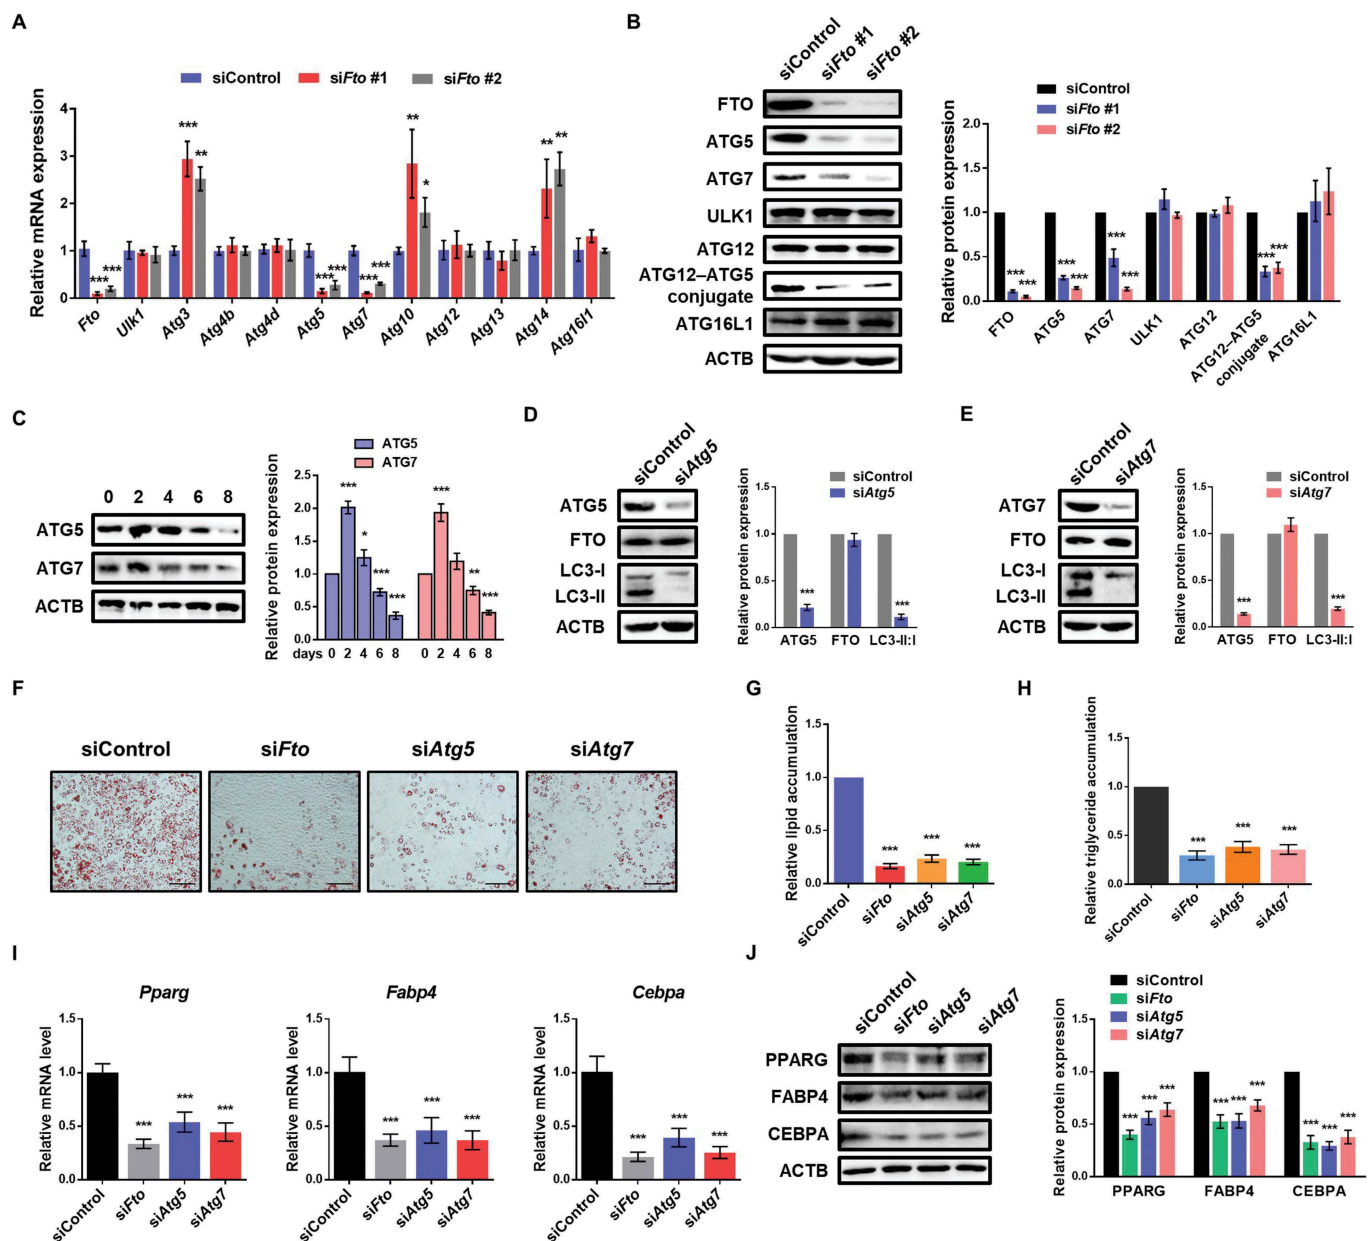 A
siControl siFto #1 siFto #2
Relative mRNA expression
4
3
2
1
0
*** ***
*** **
*** ***
*** ***
** *
** **
Fto Ulk1 Atg3 Atg4b Atg4d Atg5 Atg7 Atg10 Atg12 Atg13 Atg14 Atg16l1
B
siControl siFto #1 siFto #2
FTO
ATG5
ATG7
ULK1
ATG12
ATG12–ATG5
conjugate
ATG16L1
ACTB
siControl
siFto #1
siFto #2
Relative protein expression
2.0
1.5
1.0
0.5
0.0
*** ***
*** ***
*** ***
*** ***
FTO ATG5 ATG7 ULK1 ATG12 ATG12–ATG5 conjugate ATG16L1
C
0 2 4 6 8
ATG5
ATG7
ACTB
ATG5
ATG7
Relative protein expression
2.5
2.0
1.5
1.0
0.5
0.0
*** * *** ***
*** ** ***
days 0 2 4 6 8 0 2 4 6 8
D
siControl siAtg5
ATG5
FTO
LC3-I
LC3-II
ACTB
siControl
siAtg5
Relative protein expression
1.5
1.0
0.5
0.0
*** ***
ATG5 FTO LC3-II:I
E
siControl siAtg7
ATG7
FTO
LC3-I
LC3-II
ACTB
siControl
siAtg7
Relative protein expression
1.5
1.0
0.5
0.0
*** ***
ATG5 FTO LC3-II:I
F
siControl siFto siAtg5 siAtg7
G
Relative lipid accumulation
1.5
1.0
0.5
0.0
*** *** ***
siControl siFto siAtg5 siAtg7
H
Relative triglyceride accumulation
1.5
1.0
0.5
0.0
*** *** ***
siControl siFto siAtg5 siAtg7
I
Pparg
Relative mRNA level
1.5
1.0
0.5
0.0
*** *** ***
siControl siFto siAtg5 siAtg7
Fabp4
Relative mRNA level
1.5
1.0
0.5
0.0
*** *** ***
siControl siFto siAtg5 siAtg7
Cebpa
Relative mRNA level
1.5
1.0
0.5
0.0
*** *** ***
siControl siFto siAtg5 siAtg7
J
siControl siFto siAtg5 siAtg7
PPARG
FABP4
CEBPA
ACTB
siControl
siFto
siAtg5
siAtg7
Relative protein expression
1.5
1.0
0.5
0.0
*** *** ***
*** *** ***
*** *** ***
PPARG FABP4 CEBPA